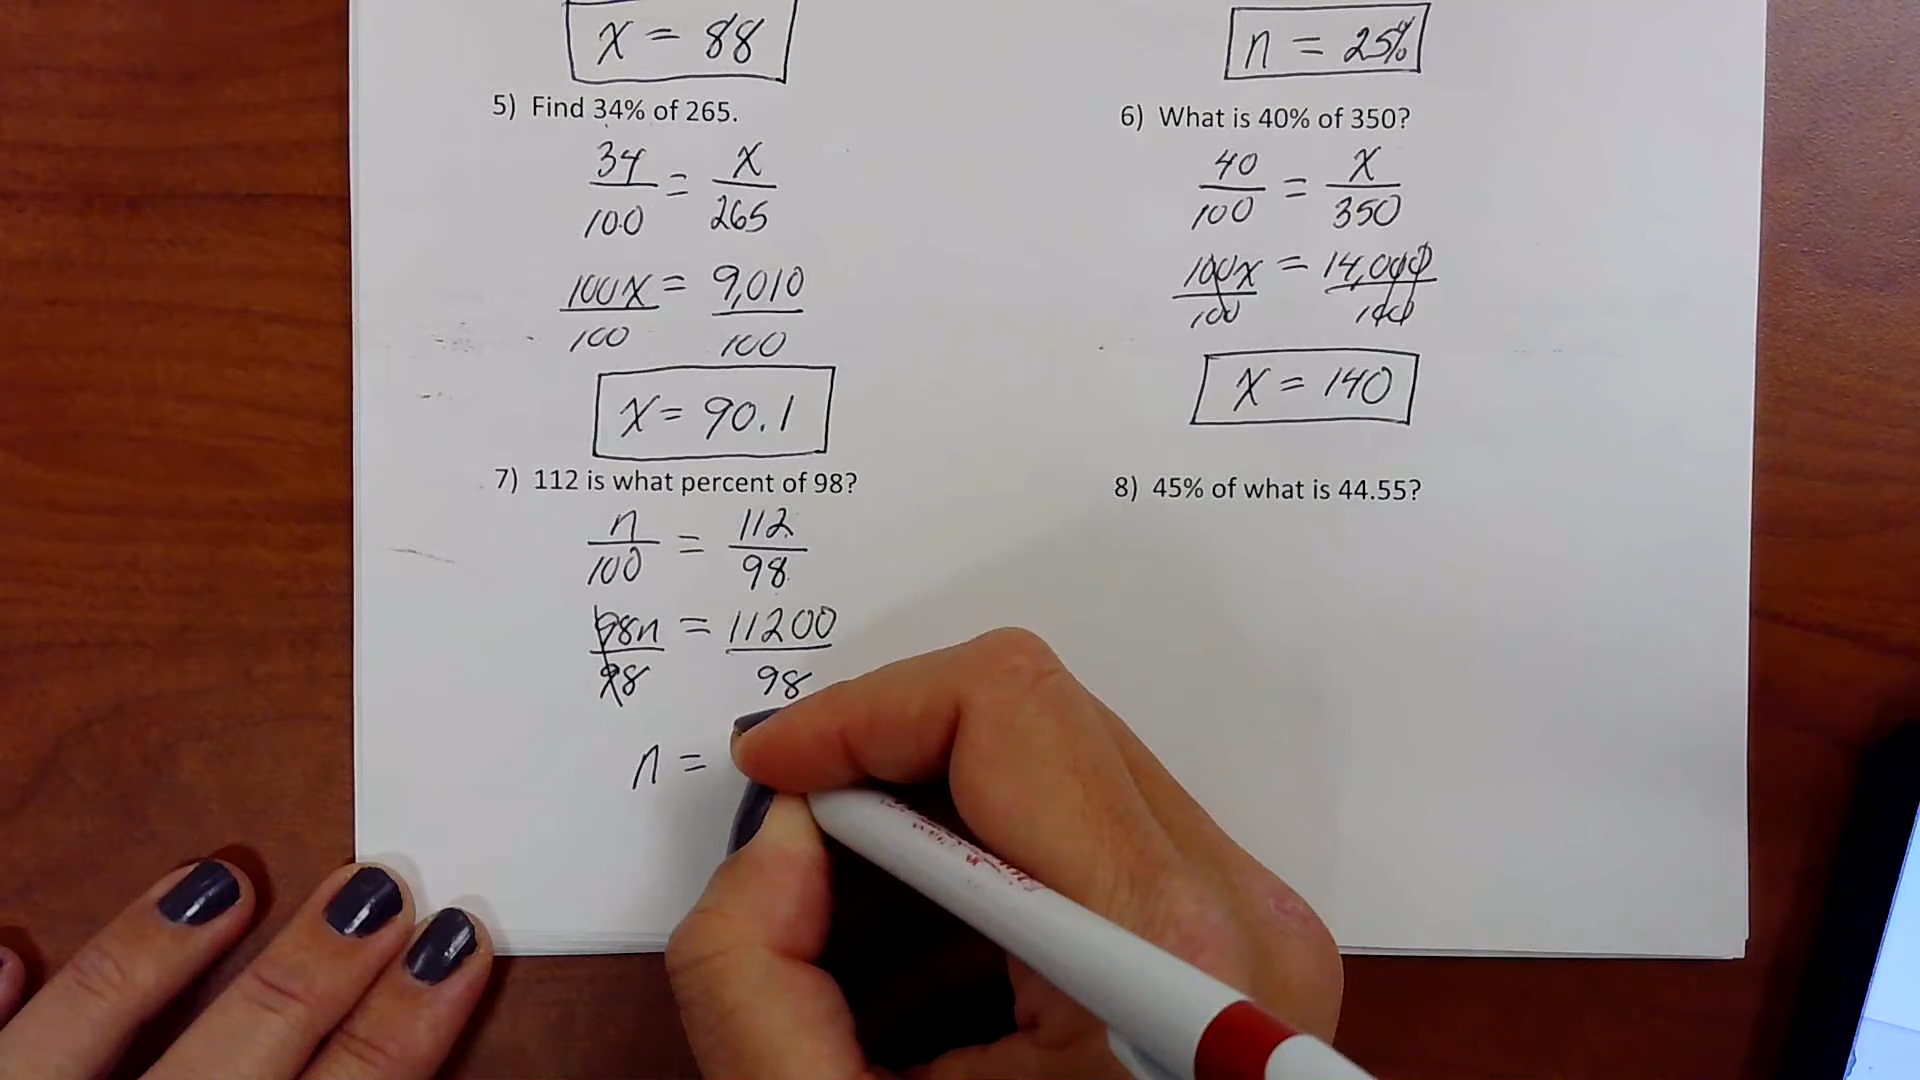 x = 88
5) Find 34% of 265.
34/100 = x/265
100x/100 = 9,010/100
x = 90.1
7) 112 is what percent of 98?
n/100 = 112/98
98n/98 = 11200/98
n =
n = 25%
6) What is 40% of 350?
40/100 = x/350
100x/100 = 14,000/100
x = 140
8) 45% of what is 44.55?